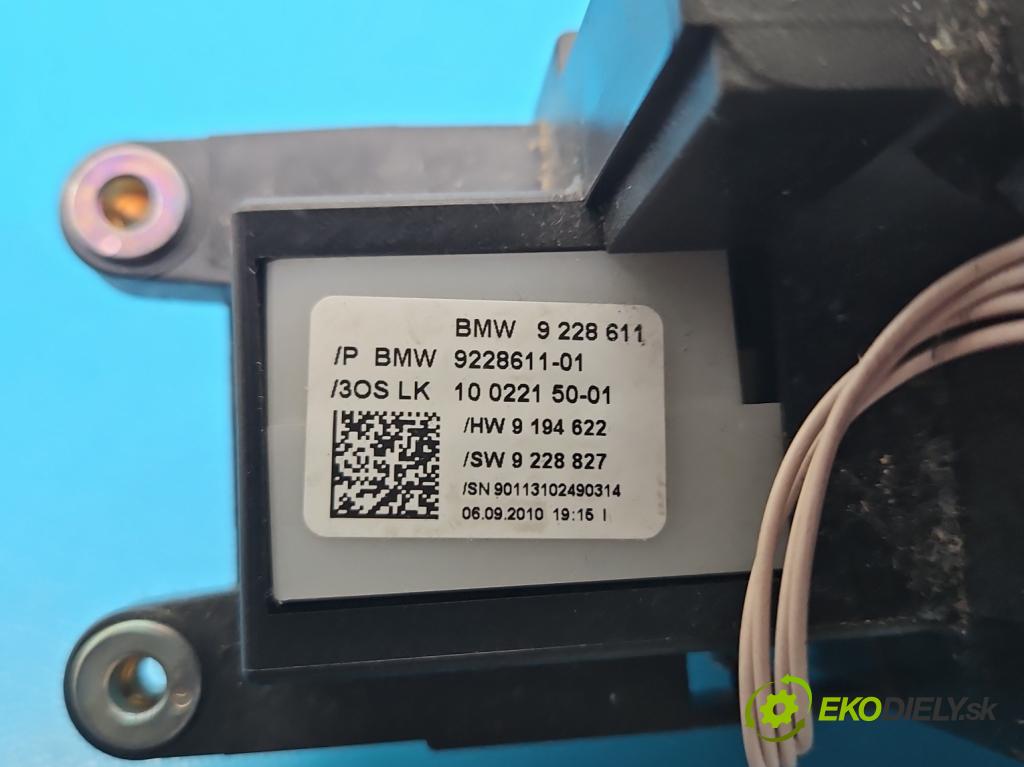 BMW 9 228 611
/P BMW 9228611-01
/3OS LK 10 0221 50-01
/HW 9 194 622
/SW 9 228 827
/SN 90113102490314
06.09.2010 19:15 I
EKODIELY.sk